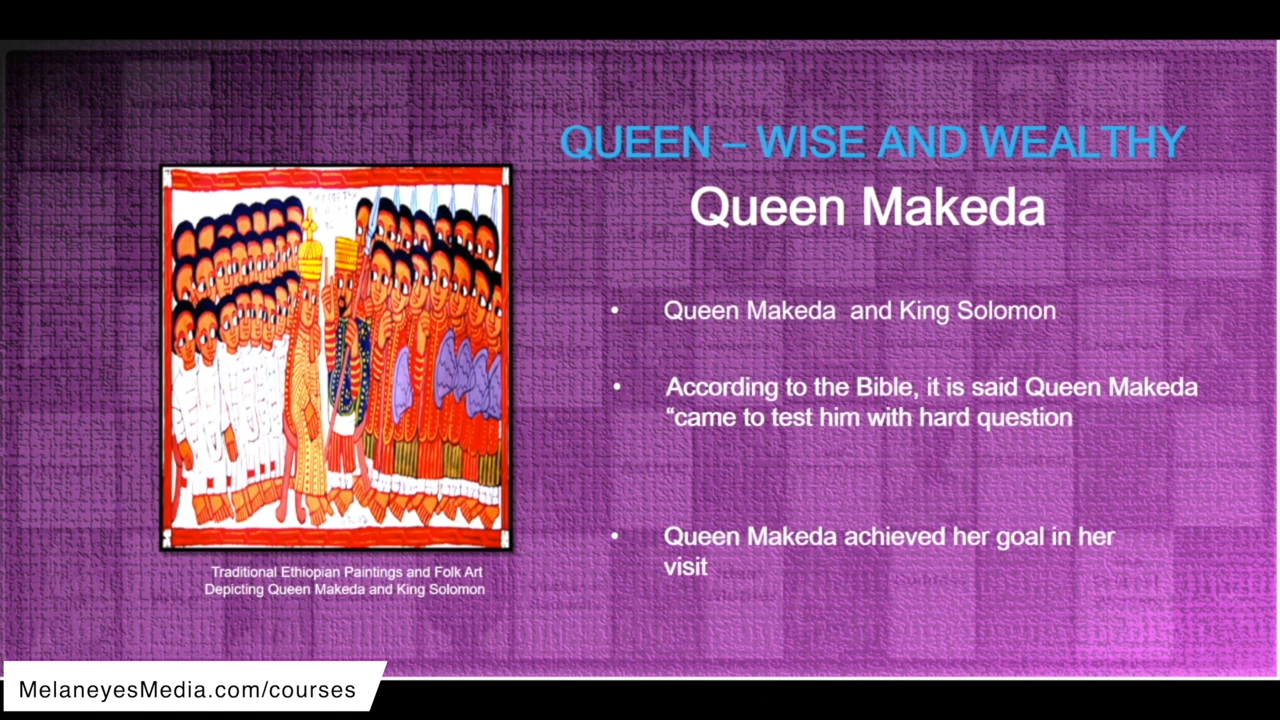 QUEEN – WISE AND WEALTHY
Queen Makeda
• Queen Makeda  and King Solomon
• According to the Bible, it is said Queen Makeda
“came to test him with hard question
• Queen Makeda achieved her goal in her
visit
Traditional Ethiopian Paintings and Folk Art
Depicting Queen Makeda and King Solomon
MelaneyesMedia.com/courses